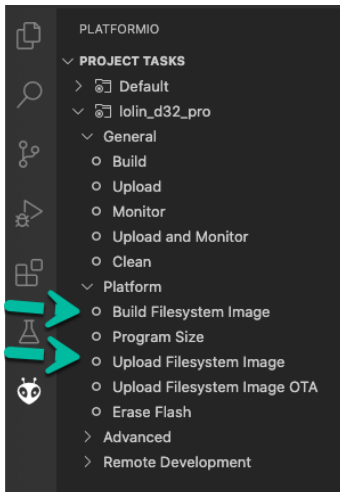 PLATFORMIO
PROJECT TASKS
Default
lolin_d32_pro
General
Build
Upload
Monitor
Upload and Monitor
Clean
Platform
Build Filesystem Image
Program Size
Upload Filesystem Image
Upload Filesystem Image OTA
Erase Flash
Advanced
Remote Development